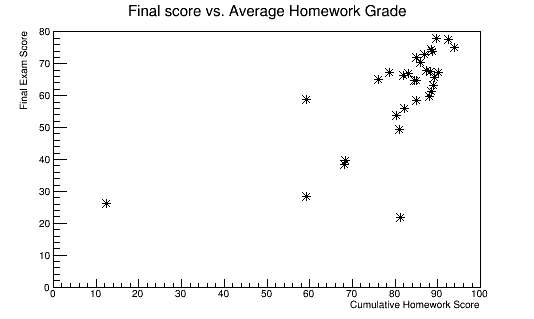 Final score vs. Average Homework Grade
Final Exam Score
80
70
60
50
40
30
20
10
0
0 10 20 30 40 50 60 70 80 90 100
Cumulative Homework Score